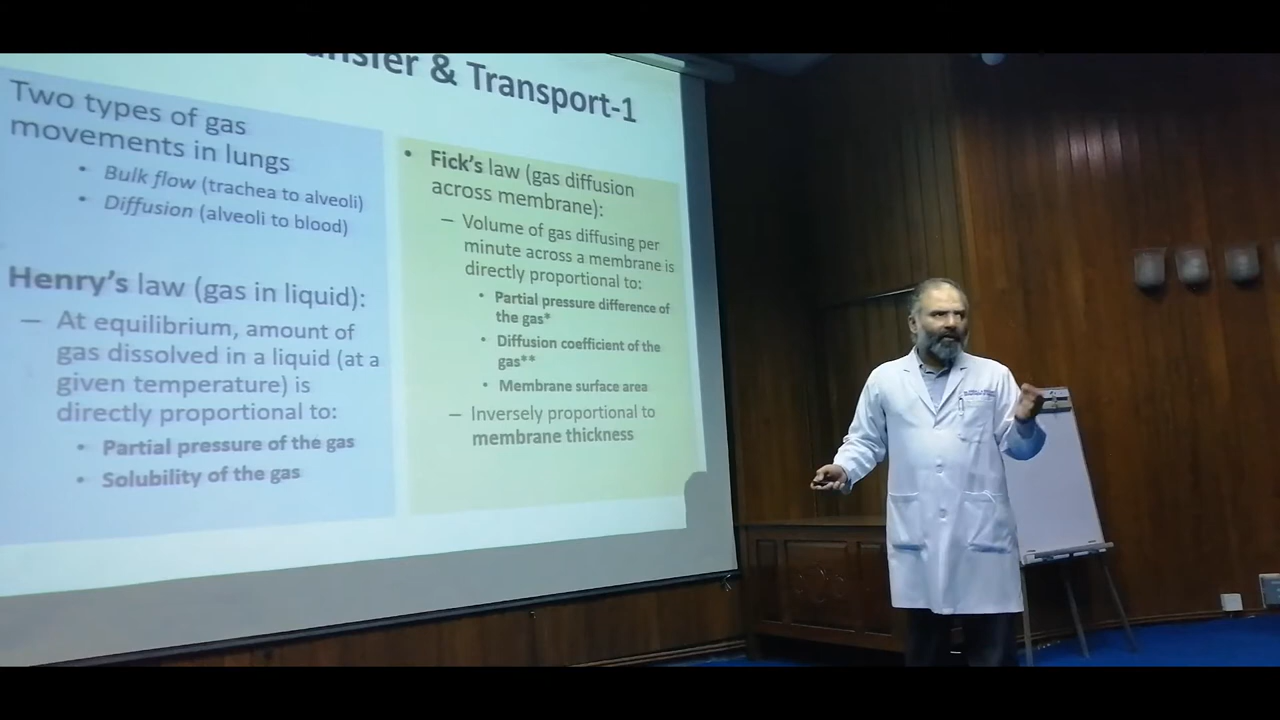 & Transport-1
Two types of gas
movements in lungs
• Bulk flow (trachea to alveoli)
• Diffusion (alveoli to blood)
Henry's law (gas in liquid):
– At equilibrium, amount of
gas dissolved in a liquid (at a
given temperature) is
directly proportional to:
• Partial pressure of the gas
• Solubility of the gas
• Fick's law (gas diffusion
across membrane):
– Volume of gas diffusing per
minute across a membrane is
directly proportional to:
• Partial pressure difference of
the gas*
• Diffusion coefficient of the
gas**
• Membrane surface area
– Inversely proportional to
membrane thickness